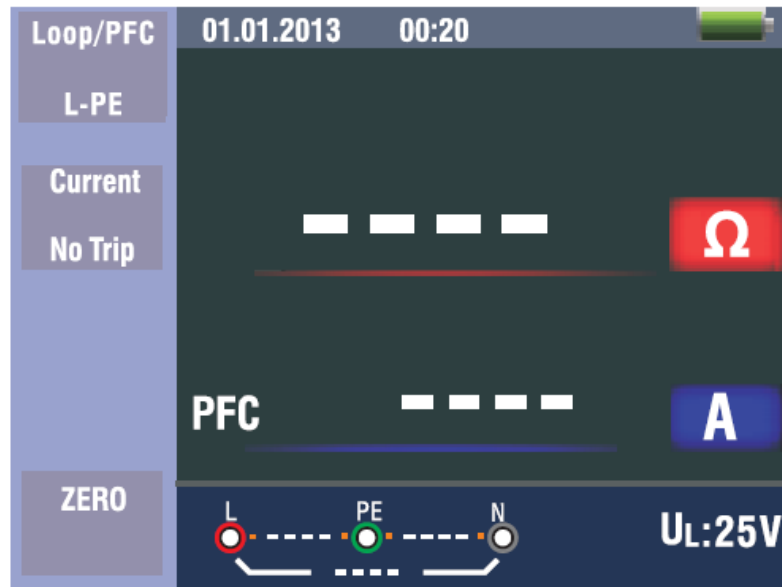 Loop/PFC
L-PE
Current
No Trip
ZERO
01.01.2013 00:20
---- Ω
PFC ---- A
L PE N
UL:25V